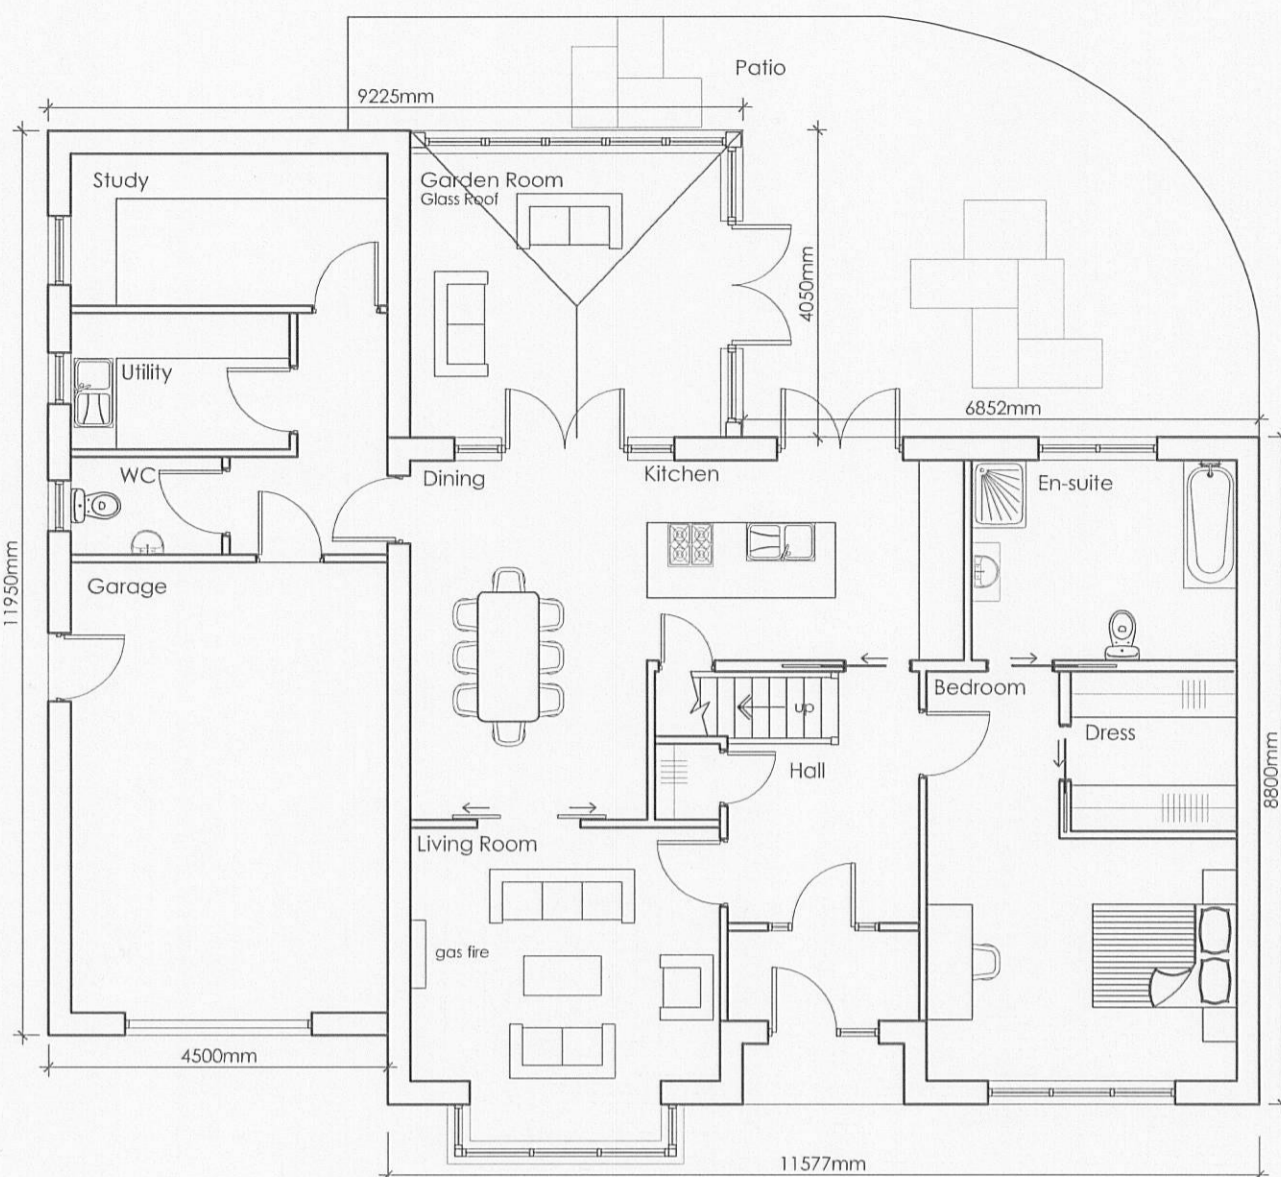 Patio
9225mm
Study
Garden Room
Glass Roof
4050mm
Utility
6852mm
WC
Dining
Kitchen
En-suite
11950mm
Garage
Bedroom
up
Dress
Hall
8800mm
Living Room
gas fire
4500mm
11577mm